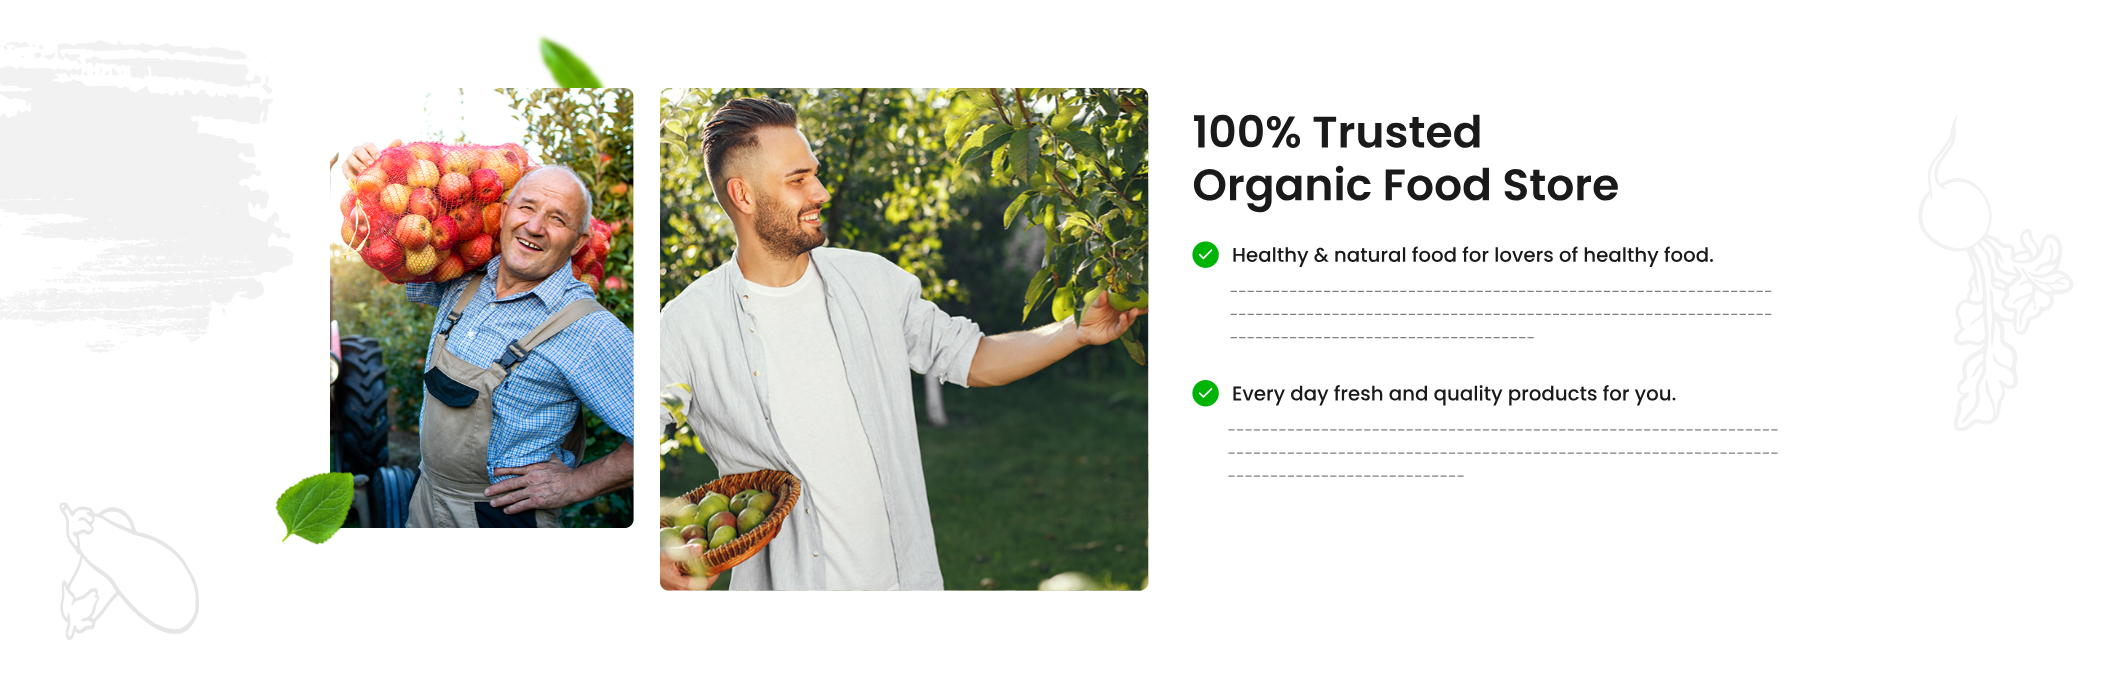 100% Trusted
Organic Food Store
Healthy & natural food for lovers of healthy food.
Every day fresh and quality products for you.